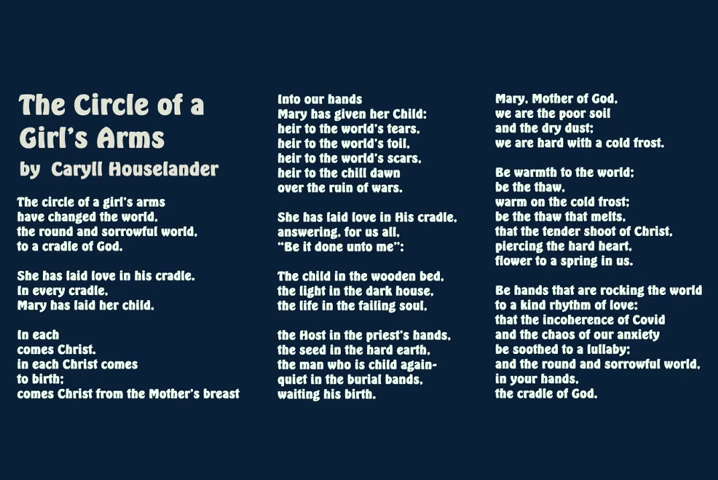 The Circle of a
Girl's Arms
by Caryll Houselander
The circle of a girl's arms
have changed the world,
the round and sorrowful world,
to a cradle of God.
She has laid love in his cradle.
In every cradle,
Mary has laid her child.
In each
comes Christ.
in each Christ comes
to birth;
comes Christ from the Mother's breast
Into our hands
Mary has given her Child:
heir to the world's tears,
heir to the world's toil,
heir to the world's scars,
heir to the chill dawn
over the ruin of wars.
She has laid love in His cradle,
answering, for us all,
"Be it done unto me":
The child in the wooden bed,
the light in the dark house,
the life in the failing soul,
the Host in the priest's hands,
the seed in the hard earth,
the man who is child again-
quiet in the burial bands,
waiting his birth.
Mary, Mother of God,
we are the poor soil
and the dry dust;
we are hard with a cold frost.
Be warmth to the world;
be the thaw,
warm on the cold frost;
be the thaw that melts,
that the tender shoot of Christ,
piercing the hard heart,
flower to a spring in us.
Be hands that are rocking the world
to a kind rhythm of love:
that the incoherence of Covid
and the chaos of our anxiety
be soothed to a lullaby;
and the round and sorrowful world,
in your hands,
the cradle of God.